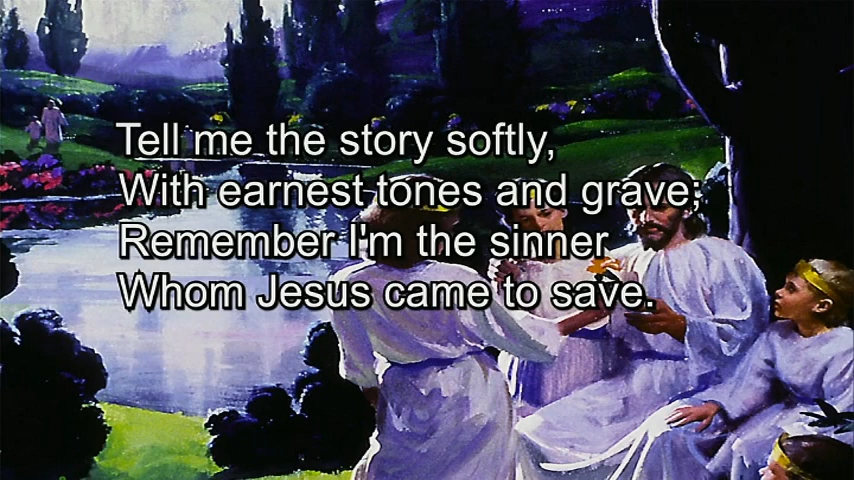 Tell me the story softly,
With earnest tones and grave;
Remember I'm the sinner
Whom Jesus came to save.